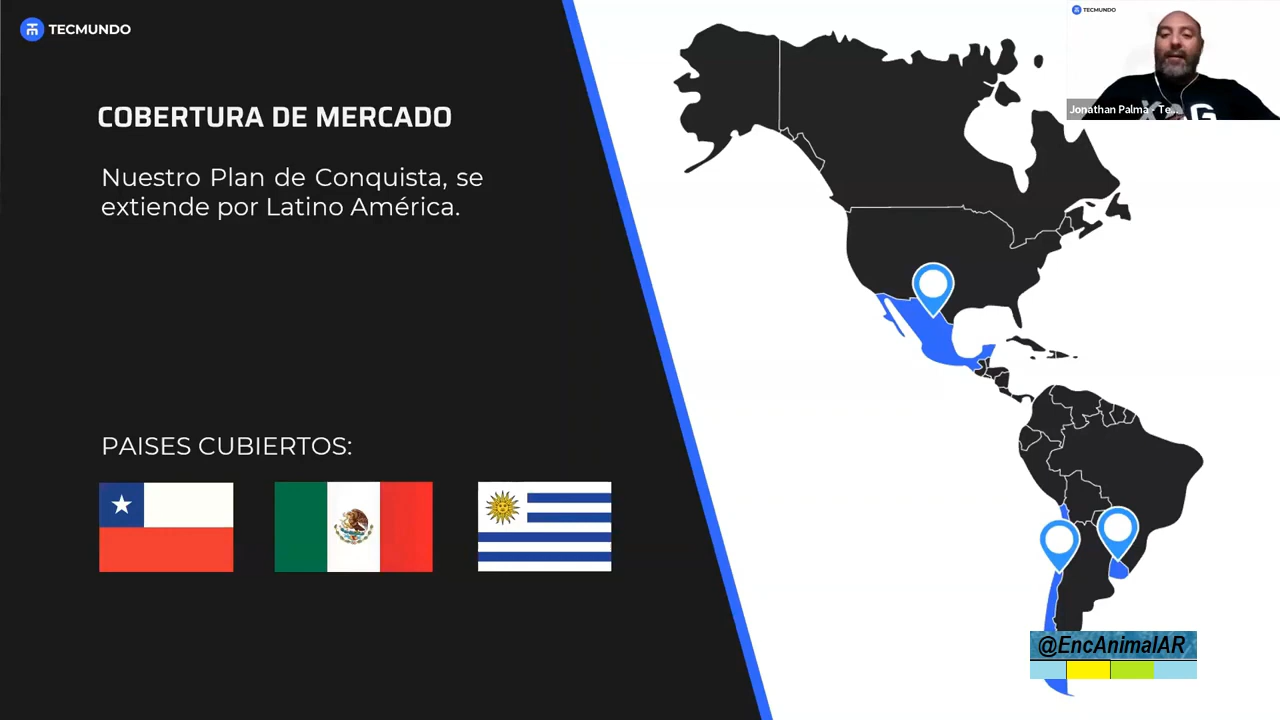 TECMUNDO
COBERTURA DE MERCADO
Nuestro Plan de Conquista, se
extiende por Latino América.
PAISES CUBIERTOS:
TECMUNDO
Jonathan Palma - Te...
@EncAnimalAR